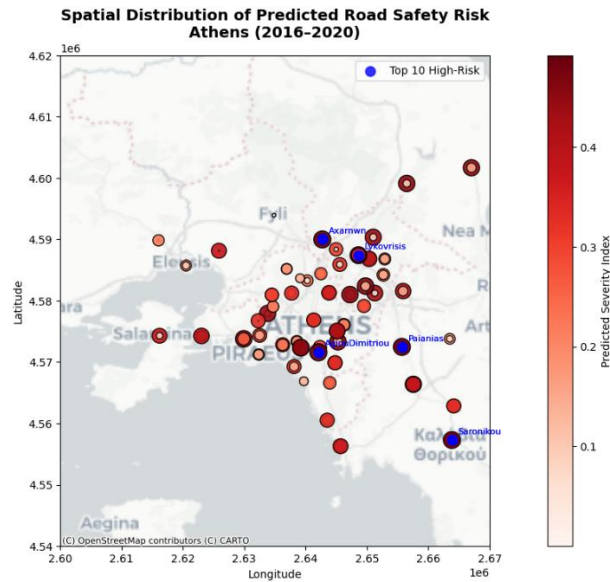 Spatial Distribution of Predicted Road Safety Risk
Athens (2016–2020)
1e6
4.62
4.61
4.60
4.59
4.58
4.57
4.56
4.55
4.54
Latitude
Top 10 High-Risk
Axarnwn
Lykovrisis
Fyli
Nea M
Elefsis
ara
Salamina
ATHENS
PIRAEUS
Dimitriou
Paianias
Art
Saronikou
Καλύβια
Θορικού
Aegina
(C) OpenStreetMap contributors (C) CARTO
2.60
2.61
2.62
2.63
2.64
2.65
2.66
2.67
1e6
Longitude
0.4
0.3
0.2
0.1
Predicted Severity Index